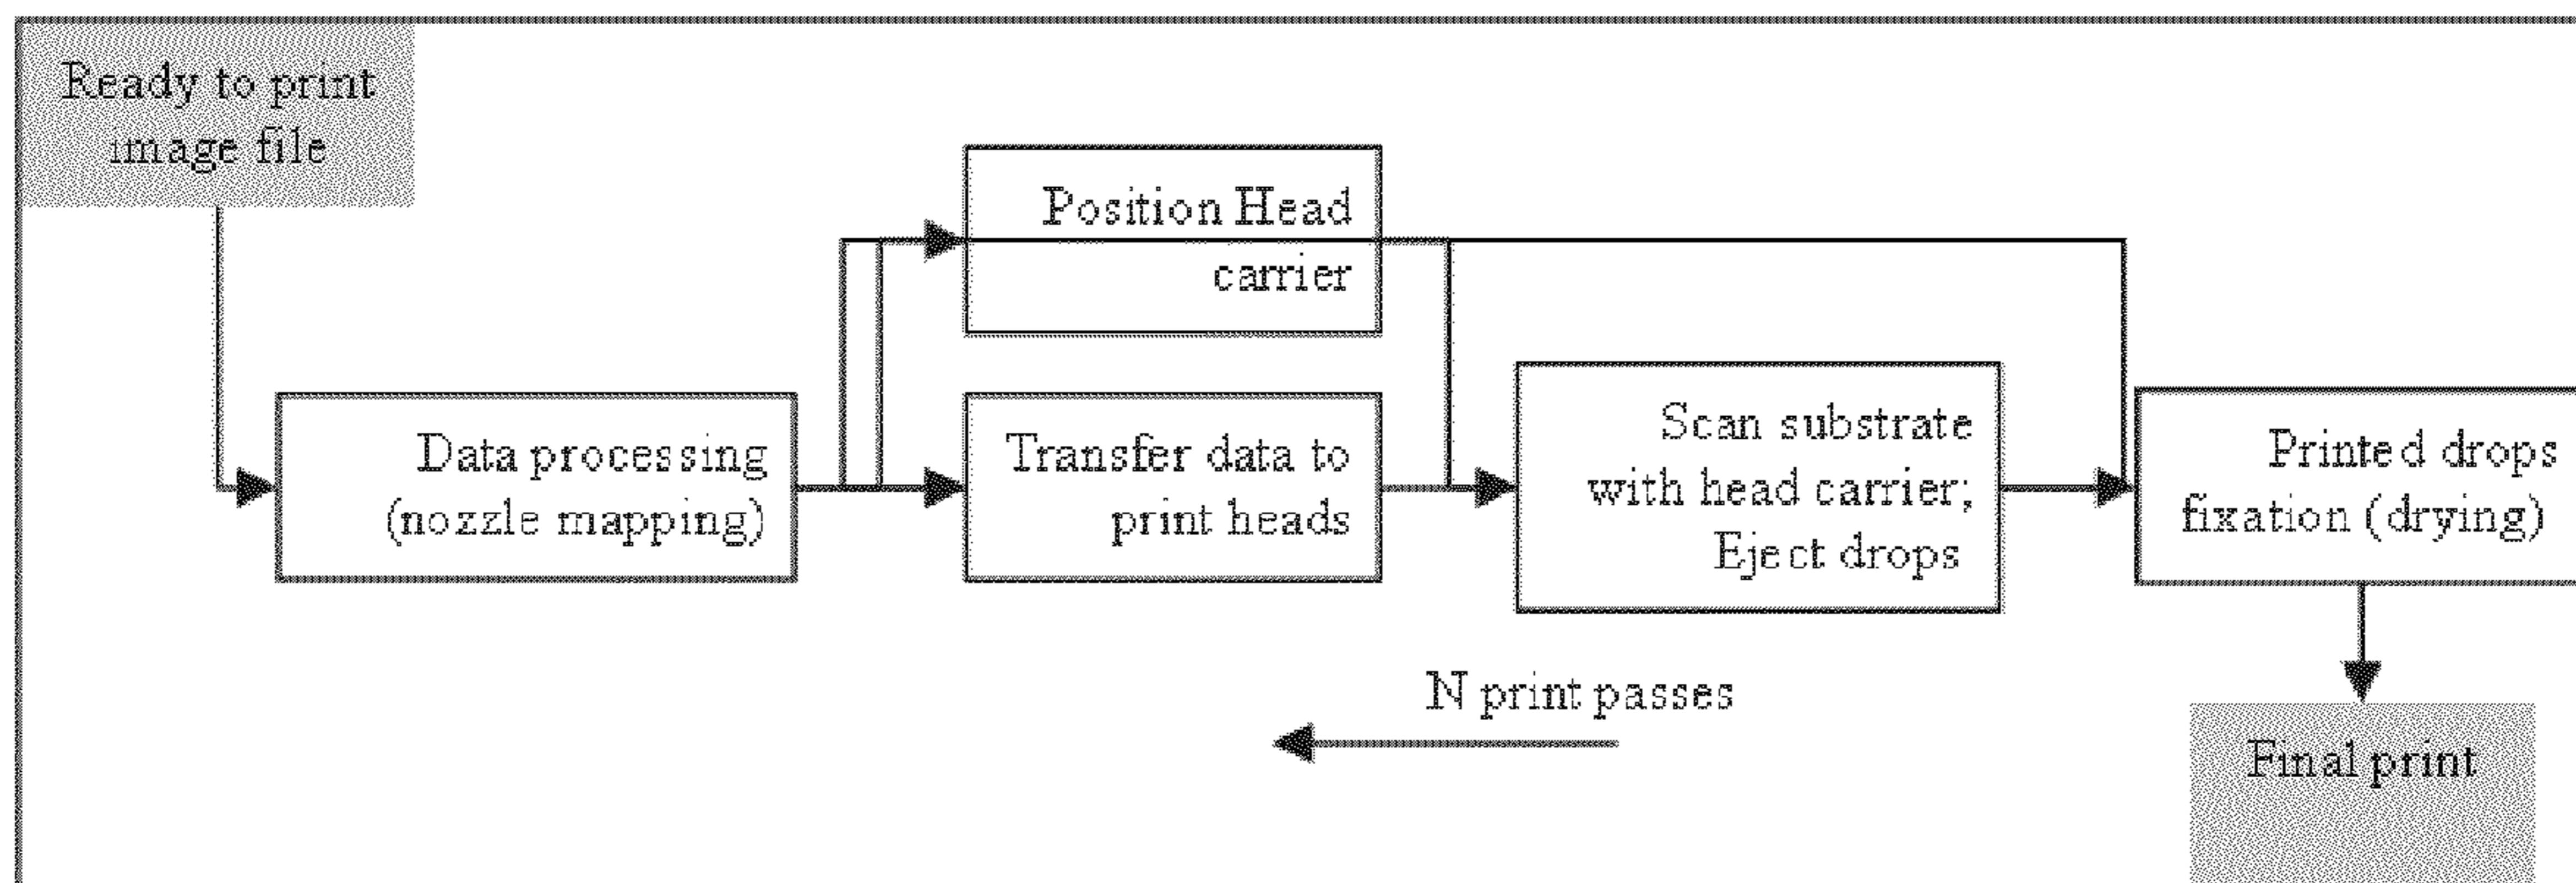 Ready to print
image file
Position Head
carrier
Data processing
(nozzle mapping)
Transfer data to
print heads
Scan substrate
with head carrier;
Eject drops
Printed drops
fixation (drying)
N print passes
Final print